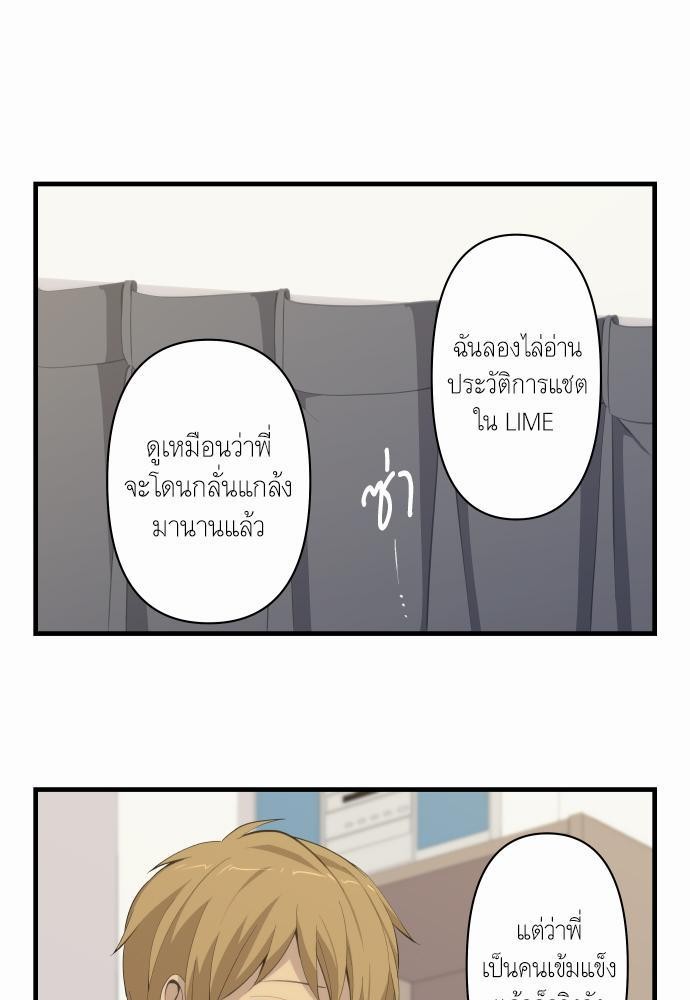 ฉันลองไล่อ่าน
ประวัติการแชต
ใน LIME
ดูเหมือนว่าพี่
จะโดนกลั่นแกล้ง
มานานแล้ว
ซ่า
แต่ว่าพี่
เป็นคนเข้มแข็ง